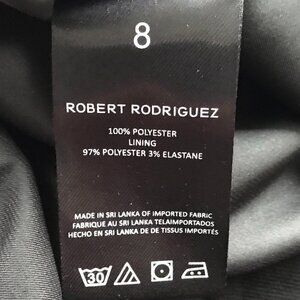 8
ROBERT RODRIGUEZ
100% POLYESTER
LINING
97% POLYESTER 3% ELASTANE
MADE IN SRI LANKA OF IMPORTED FABRIC
FABRIQUE AU SRI LANKA TELAIMPORTADOS
HECHO EN SRI LANKA DE DE TISSUS IMPORTÉS
30